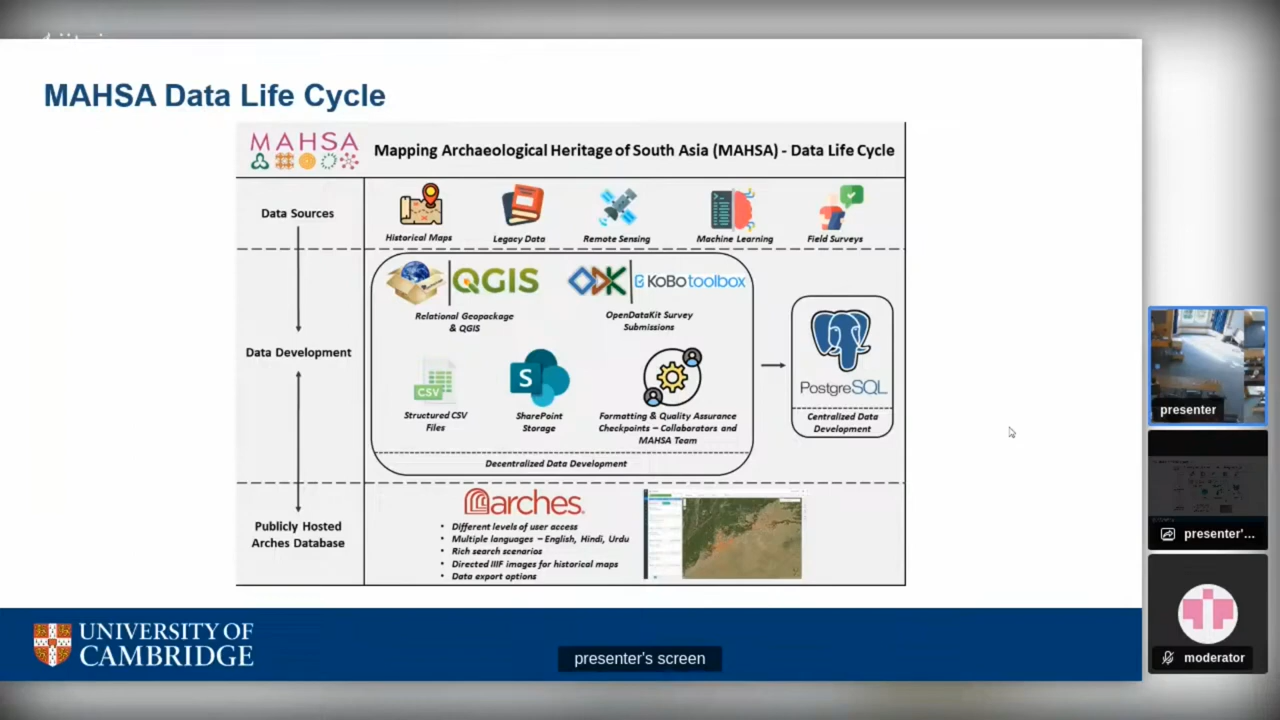 MAHSA Data Life Cycle
MAHSA
Mapping Archaeological Heritage of South Asia (MAHSA) - Data Life Cycle
Data Sources
Historical Maps
Legacy Data
Remote Sensing
Machine Learning
Field Surveys
Data Development
QGIS
KoBotoolbox
Relational Geopackage
& QGIS
OpenDataKit Survey
Submissions
CSV
S
Structured CSV
Files
SharePoint
Storage
Formatting & Quality Assurance
Checkpoints – Collaborators and
MAHSA Team
Decentralized Data Development
PostgreSQL
Centralized Data
Development
Publicly Hosted
Arches Database
arches.
• Different levels of user access
• Multiple languages – English, Hindi, Urdu
• Rich search scenarios
• Directed IIIF images for historical maps
• Data export options
UNIVERSITY OF
CAMBRIDGE
presenter's screen
presenter
presenter'...
moderator